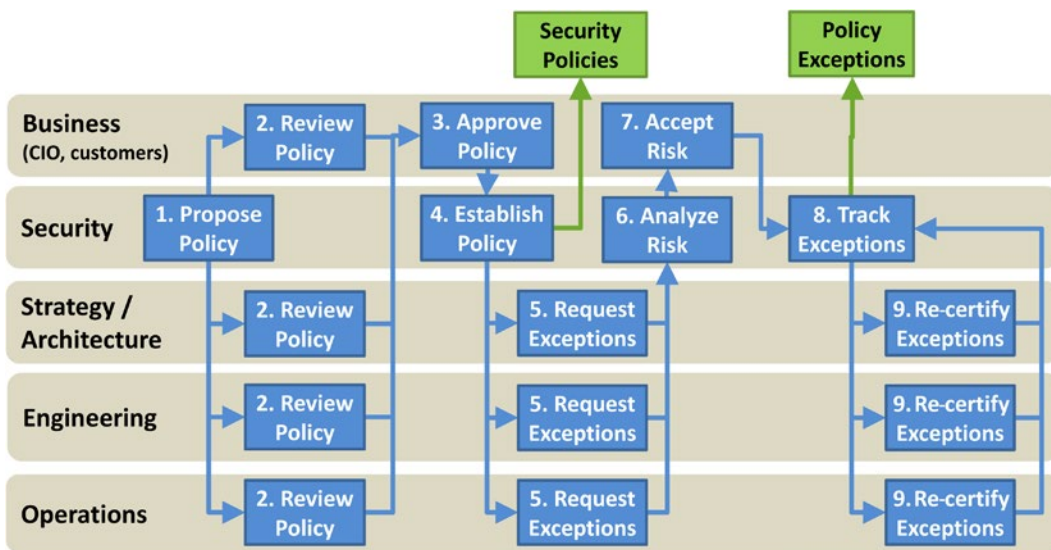 Security
Policies
Policy
Exceptions
Business
(CIO, customers)
2. Review
Policy
3. Approve
Policy
7. Accept
Risk
Security
1. Propose
Policy
4. Establish
Policy
6. Analyze
Risk
8. Track
Exceptions
Strategy /
Architecture
2. Review
Policy
5. Request
Exceptions
9. Re-certify
Exceptions
Engineering
2. Review
Policy
5. Request
Exceptions
9. Re-certify
Exceptions
Operations
2. Review
Policy
5. Request
Exceptions
9. Re-certify
Exceptions